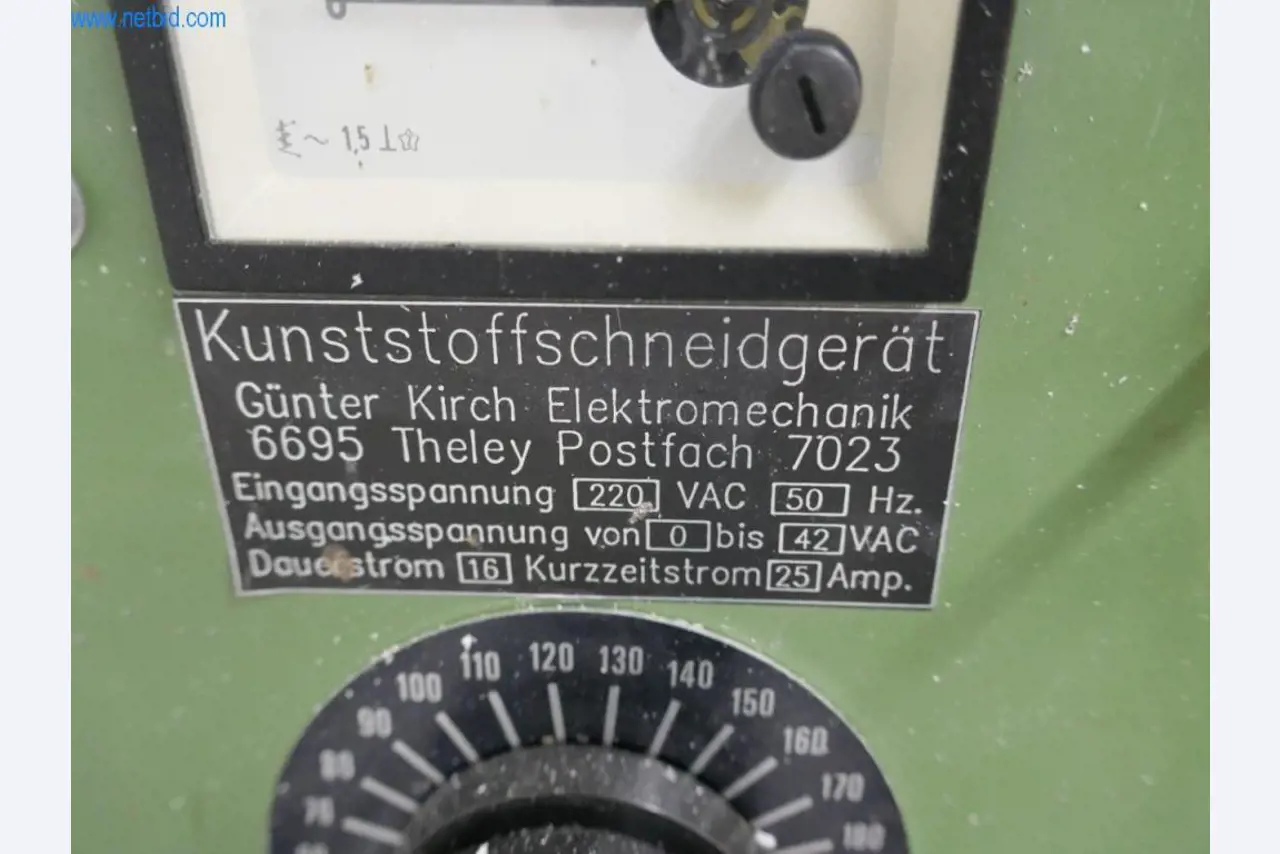 www.netbid.com
~ 1,5 ⊥
Kunststoffschneidgerät
Günter Kirch Elektromechanik
6695 Theley Postfach 7023
Eingangsspannung 220 VAC 50 Hz.
Ausgangsspannung von 0 bis 42 VAC
Dauerstrom 16 Kurzzeitstrom 25 Amp.
70 80 90 100 110 120 130 140 150 160 170 180